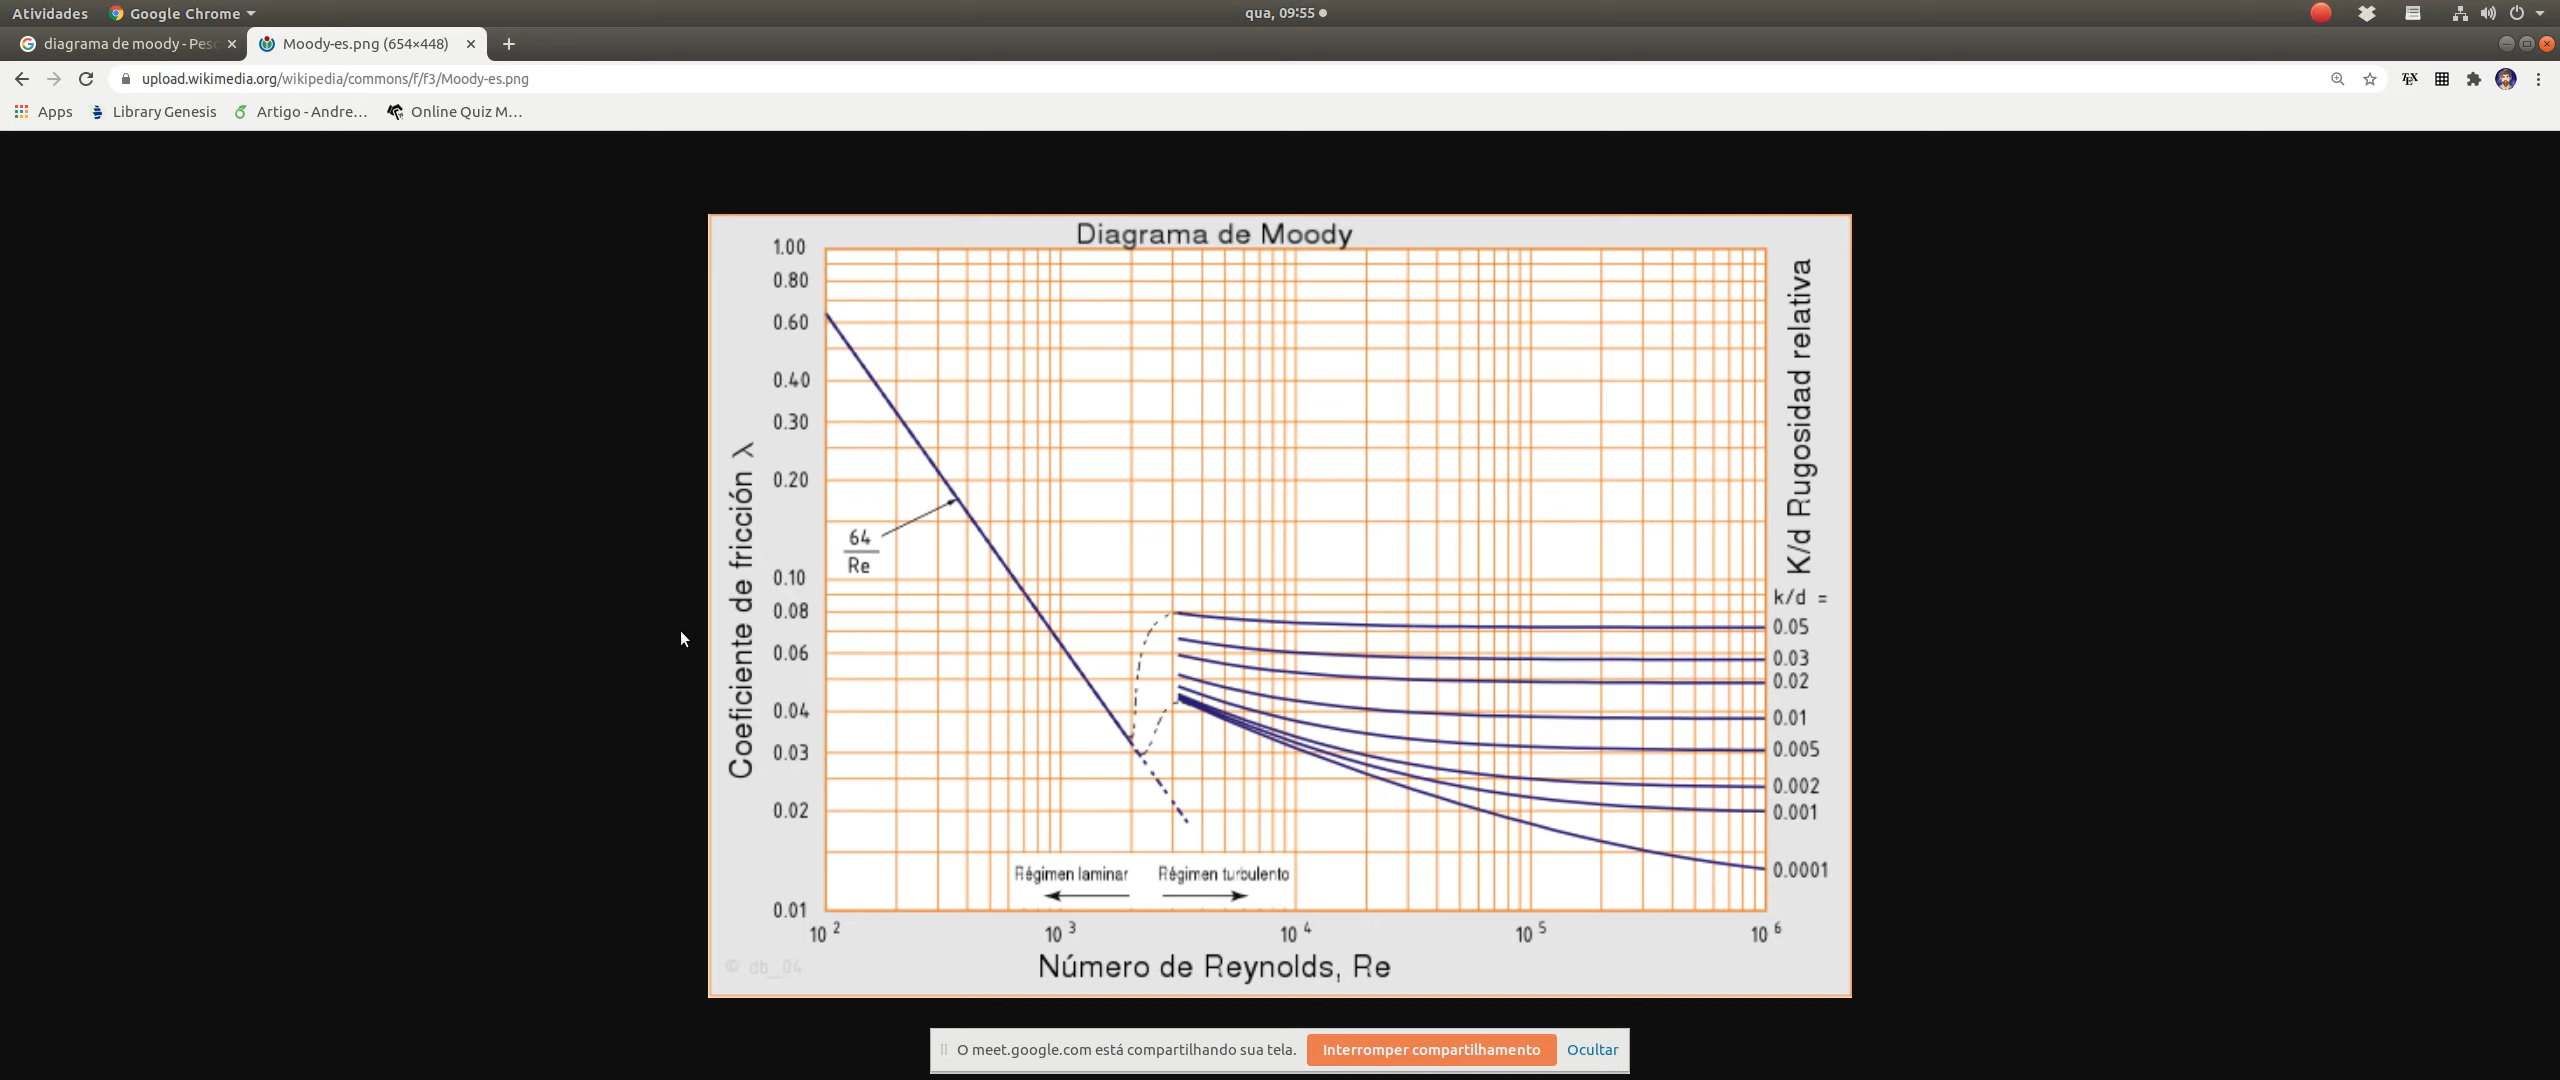 Atividades Google Chrome qua, 09:55
diagrama de moody - Pes Moody-es.png (654×448)
upload.wikimedia.org/wikipedia/commons/f/f3/Moody-es.png
Apps Library Genesis Artigo - Andre... Online Quiz M...
Diagrama de Moody
1.00
0.80
0.60
0.40
0.30
0.20
0.10
0.08
0.06
0.04
0.03
0.02
0.01
Coeficiente de fricción λ
64
Re
K/d Rugosidad relativa
k/d =
0.05
0.03
0.02
0.01
0.005
0.002
0.001
0.0001
Régimen laminar Régimen turbulento
10 2 10 3 10 4 10 5 10 6
Número de Reynolds, Re
© db_04
O meet.google.com está compartilhando sua tela. Interromper compartilhamento Ocultar